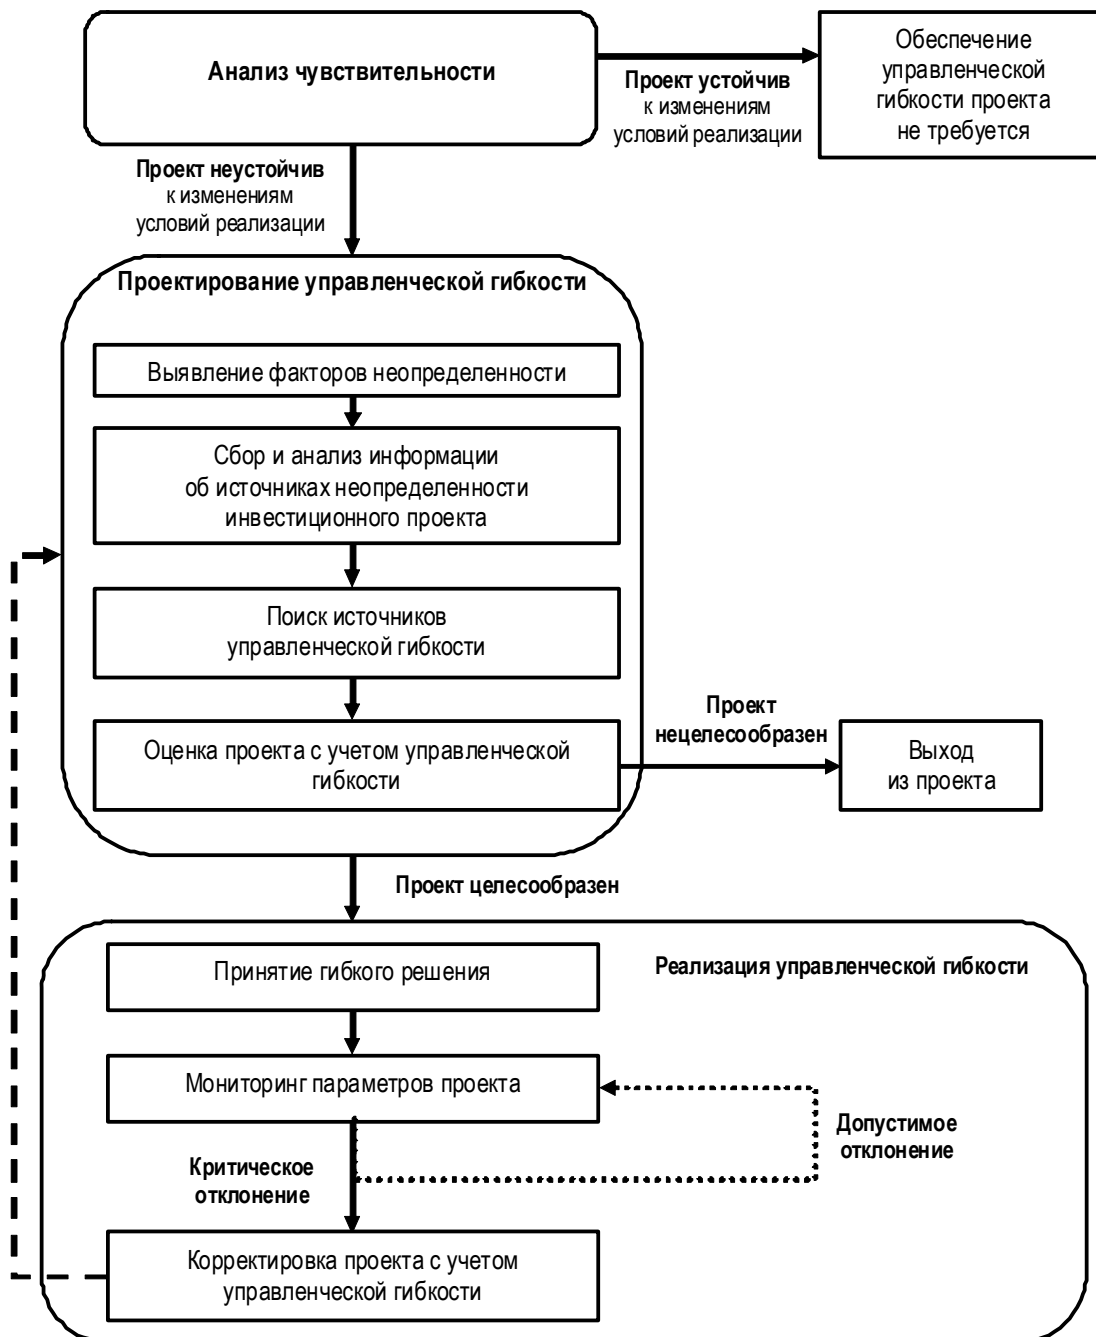 Анализ чувствительности
Обеспечение
управленческой
гибкости проекта
не требуется
Проект устойчив
к изменениям
условий реализации
Проект неустойчив
к изменениям
условий реализации
Проектирование управленческой гибкости
Выявление факторов неопределенности
Сбор и анализ информации
об источниках неопределенности
инвестиционного проекта
Поиск источников
управленческой гибкости
Оценка проекта с учетом управленческой
гибкости
Проект
нецелесообразен
Выход
из проекта
Проект целесообразен
Реализация управленческой гибкости
Принятие гибкого решения
Мониторинг параметров проекта
Допустимое
отклонение
Критическое
отклонение
Корректировка проекта с учетом
управленческой гибкости